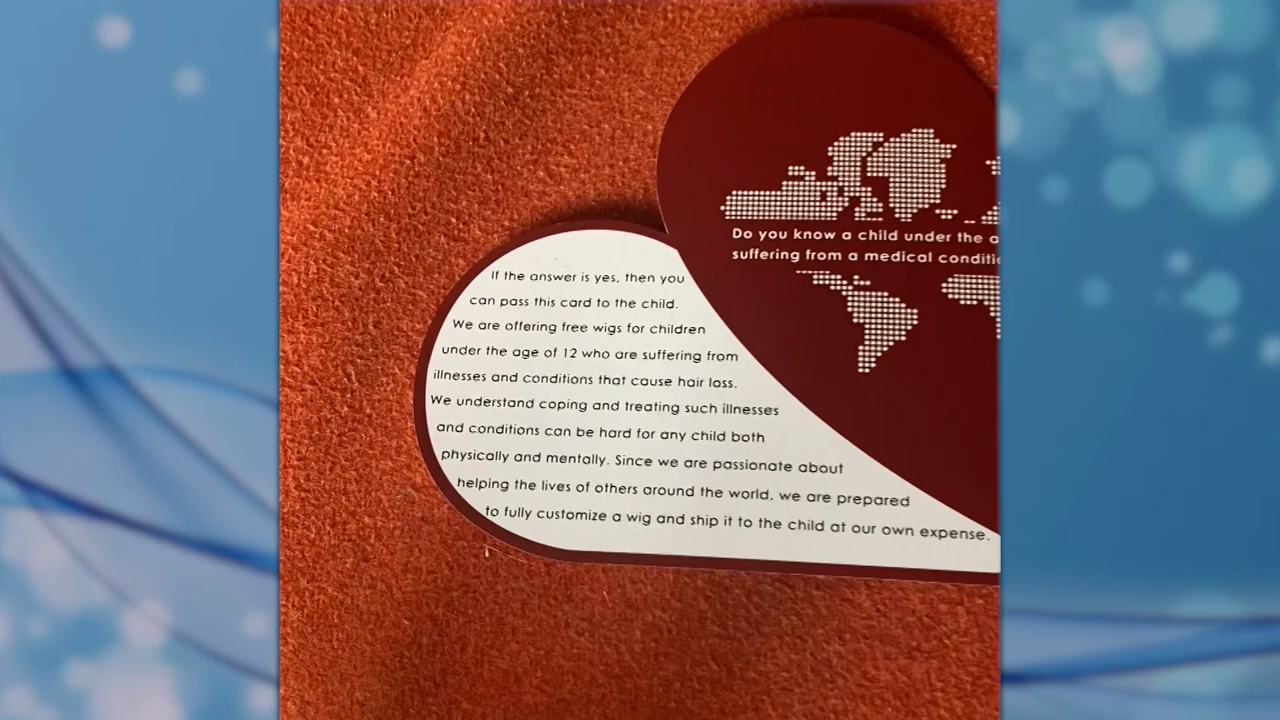 Do you know a child under the
suffering from a medical
If the answer is yes, then you
can pass this card to the child.
We are offering free wigs for children
under the age of 12 who are suffering from
illnesses and conditions that cause hair loss.
We understand coping and treating such illnesses
and conditions can be hard for any child both
physically and mentally. Since we are passionate about
helping the lives of others around the world, we are prepared
to fully customize a wig and ship it to the child at our own expense.